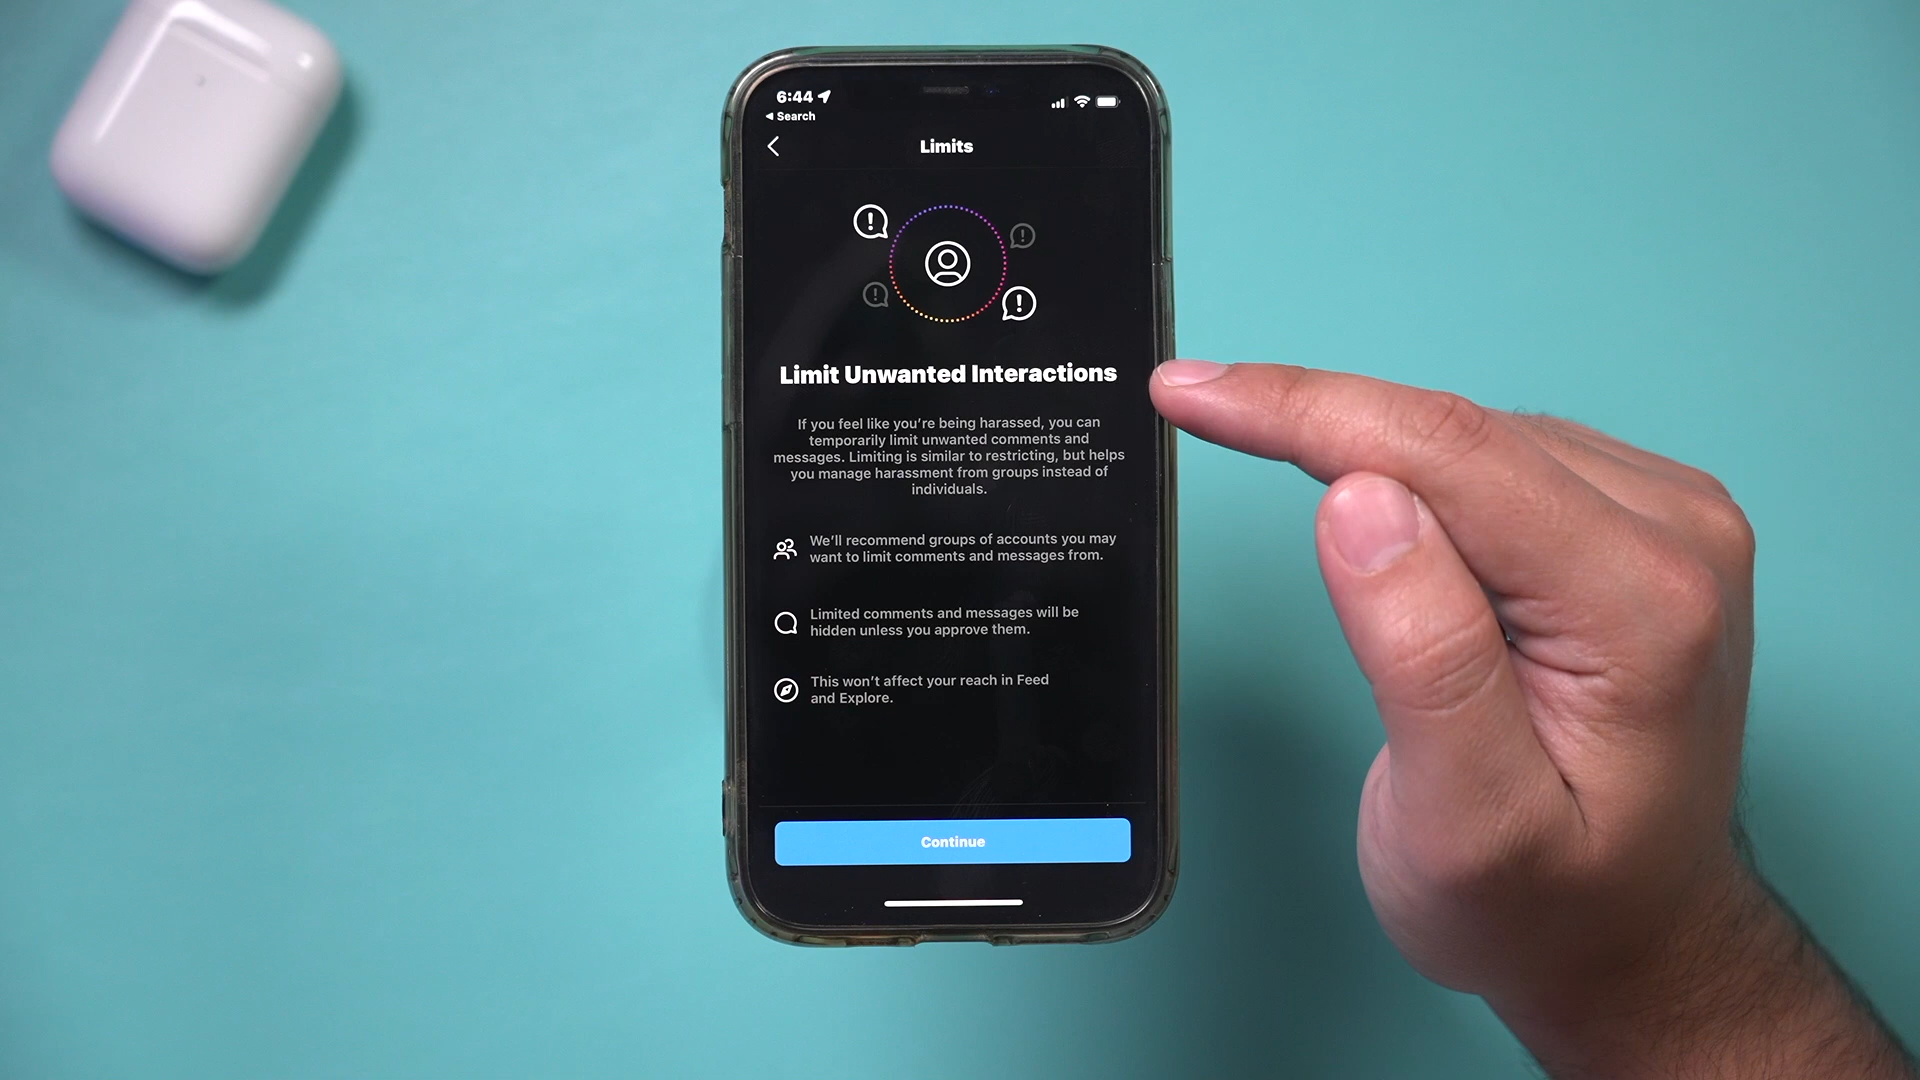 6:44
Search
Limits
Limit Unwanted Interactions
If you feel like you're being harassed, you can
temporarily limit unwanted comments and
messages. Limiting is similar to restricting, but helps
you manage harassment from groups instead of
individuals.
We'll recommend groups of accounts you may
want to limit comments and messages from.
Limited comments and messages will be
hidden unless you approve them.
This won't affect your reach in Feed
and Explore.
Continue